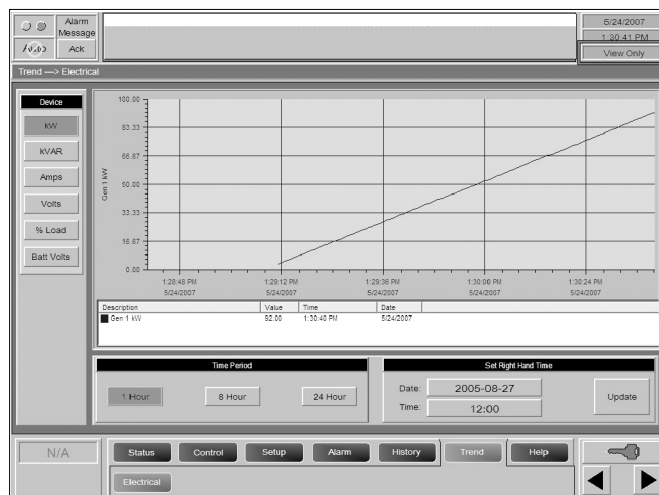 Alarm Message
5/24/2007
1:30:41 PM
Auto
Ack
View Only
Trend ---> Electrical
Device
kW
kVAR
Amps
Volts
% Load
Batt Volts
Gen 1 kW
100.00
83.33
66.67
50.00
33.33
16.67
0.00
1:28:48 PM 1:29:12 PM 1:29:36 PM 1:30:00 PM 1:30:24 PM
5/24/2007 5/24/2007 5/24/2007 5/24/2007 5/24/2007
Description Value Time Date
Gen 1 kW 92.00 1:30:40 PM 5/24/2007
Time Period
1 Hour 8 Hour 24 Hour
Set Right Hand Time
Date: 2005-08-27
Time: 12:00
Update
N/A
Status Control Setup Alarm History Trend Help
Electrical